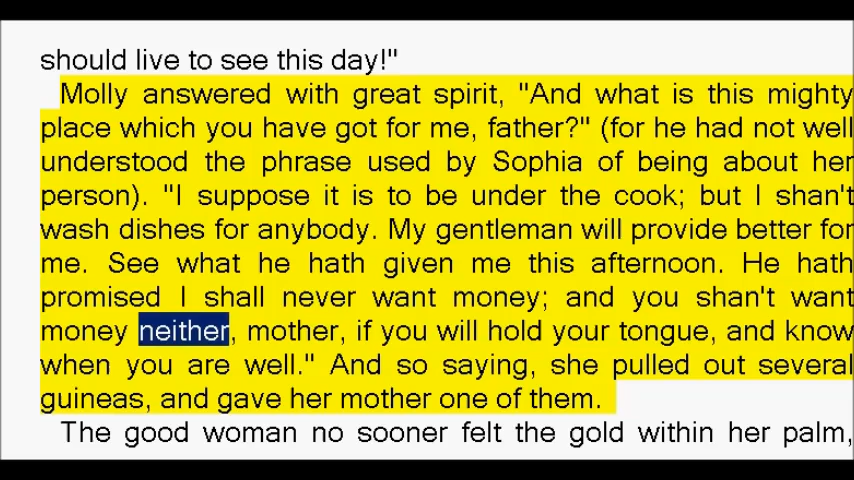 should live to see this day!"
Molly answered with great spirit, "And what is this mighty
place which you have got for me, father?" (for he had not well
understood the phrase used by Sophia of being about her
person). "I suppose it is to be under the cook; but I shan't
wash dishes for anybody. My gentleman will provide better for
me. See what he hath given me this afternoon. He hath
promised I shall never want money; and you shan't want
money neither, mother, if you will hold your tongue, and know
when you are well." And so saying, she pulled out several
guineas, and gave her mother one of them.
The good woman no sooner felt the gold within her palm,